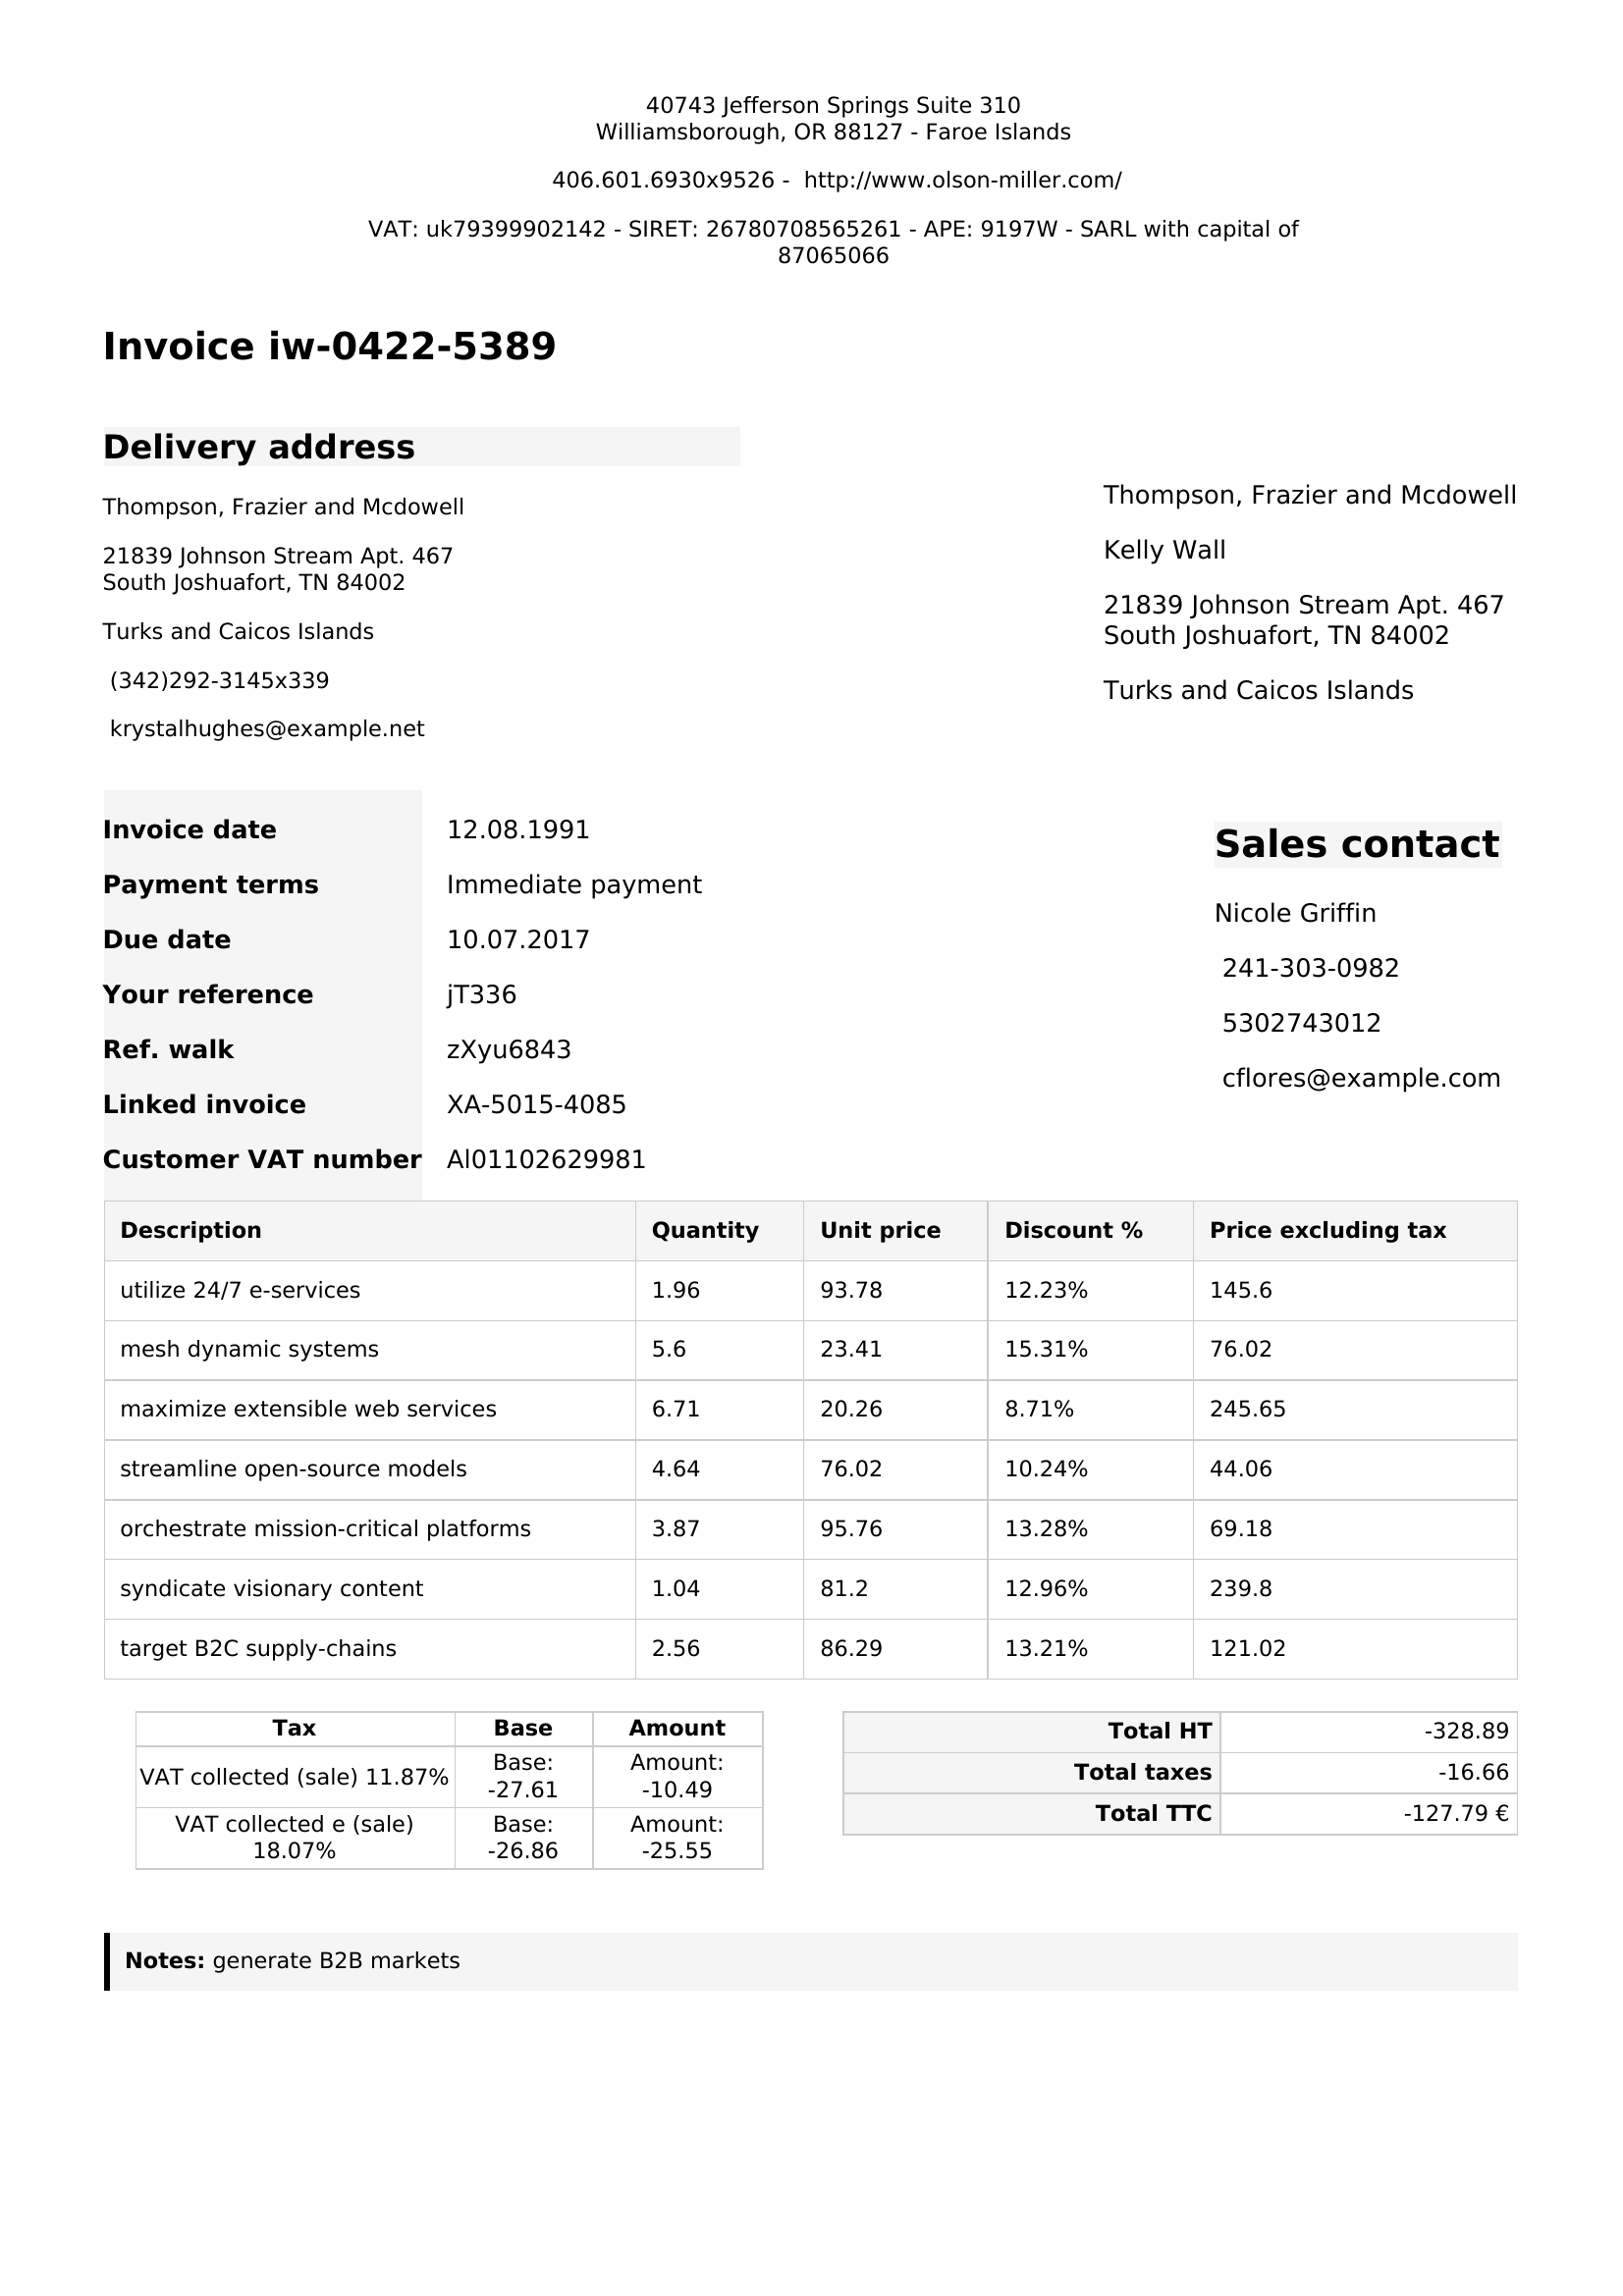 40743 Jefferson Springs Suite 310
Williamsborough, OR 88127 - Faroe Islands
406.601.6930x9526 - http://www.olson-miller.com/
VAT: uk79399902142 - SIRET: 26780708565261 - APE: 9197W - SARL with capital of
87065066
Invoice iw-0422-5389
Delivery address
Thompson, Frazier and Mcdowell
21839 Johnson Stream Apt. 467
South Joshuafort, TN 84002
Turks and Caicos Islands
(342)292-3145x339
krystalhughes@example.net
Thompson, Frazier and Mcdowell
Kelly Wall
21839 Johnson Stream Apt. 467
South Joshuafort, TN 84002
Turks and Caicos Islands
Invoice date 12.08.1991
Payment terms Immediate payment
Due date 10.07.2017
Your reference jT336
Ref. walk zXyu6843
Linked invoice XA-5015-4085
Customer VAT number Al01102629981
Sales contact
Nicole Griffin
241-303-0982
5302743012
cflores@example.com
Description Quantity Unit price Discount % Price excluding tax
utilize 24/7 e-services 1.96 93.78 12.23% 145.6
mesh dynamic systems 5.6 23.41 15.31% 76.02
maximize extensible web services 6.71 20.26 8.71% 245.65
streamline open-source models 4.64 76.02 10.24% 44.06
orchestrate mission-critical platforms 3.87 95.76 13.28% 69.18
syndicate visionary content 1.04 81.2 12.96% 239.8
target B2C supply-chains 2.56 86.29 13.21% 121.02
Tax Base Amount
VAT collected (sale) 11.87% Base: -27.61 Amount: -10.49
VAT collected e (sale) 18.07% Base: -26.86 Amount: -25.55
Total HT -328.89
Total taxes -16.66
Total TTC -127.79 €
Notes: generate B2B markets